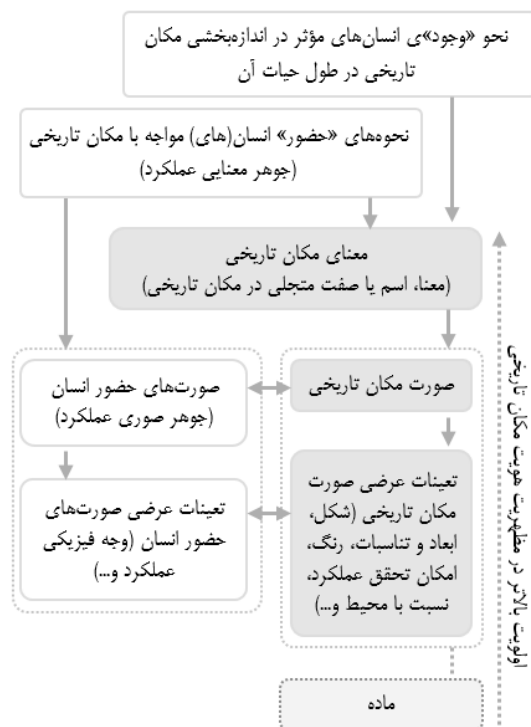 نحو «وجود»ی انسان‌های مؤثر در اندازه‌بخشی مکان
تاریخی در طول حیات آن
نحوه‌های «حضور» انسان(های) مواجه با مکان تاریخی
(جوهر معنایی عملکرد)
معنای مکان تاریخی
(معنا، اسم یا صفت متجلی در مکان تاریخی)
صورت مکان تاریخی
صورت‌های حضور انسان
(جوهر صوری عملکرد)
تعینات عرضی صورت
مکان تاریخی (شکل،
ابعاد و تناسبات، رنگ،
امکان تحقق عملکرد،
نسبت با محیط و...)
تعینات عرضی صورت‌های
حضور انسان (وجه فیزیکی
عملکرد و...)
ماده
اولویت بالاتر در مظهریت هویت مکان تاریخی